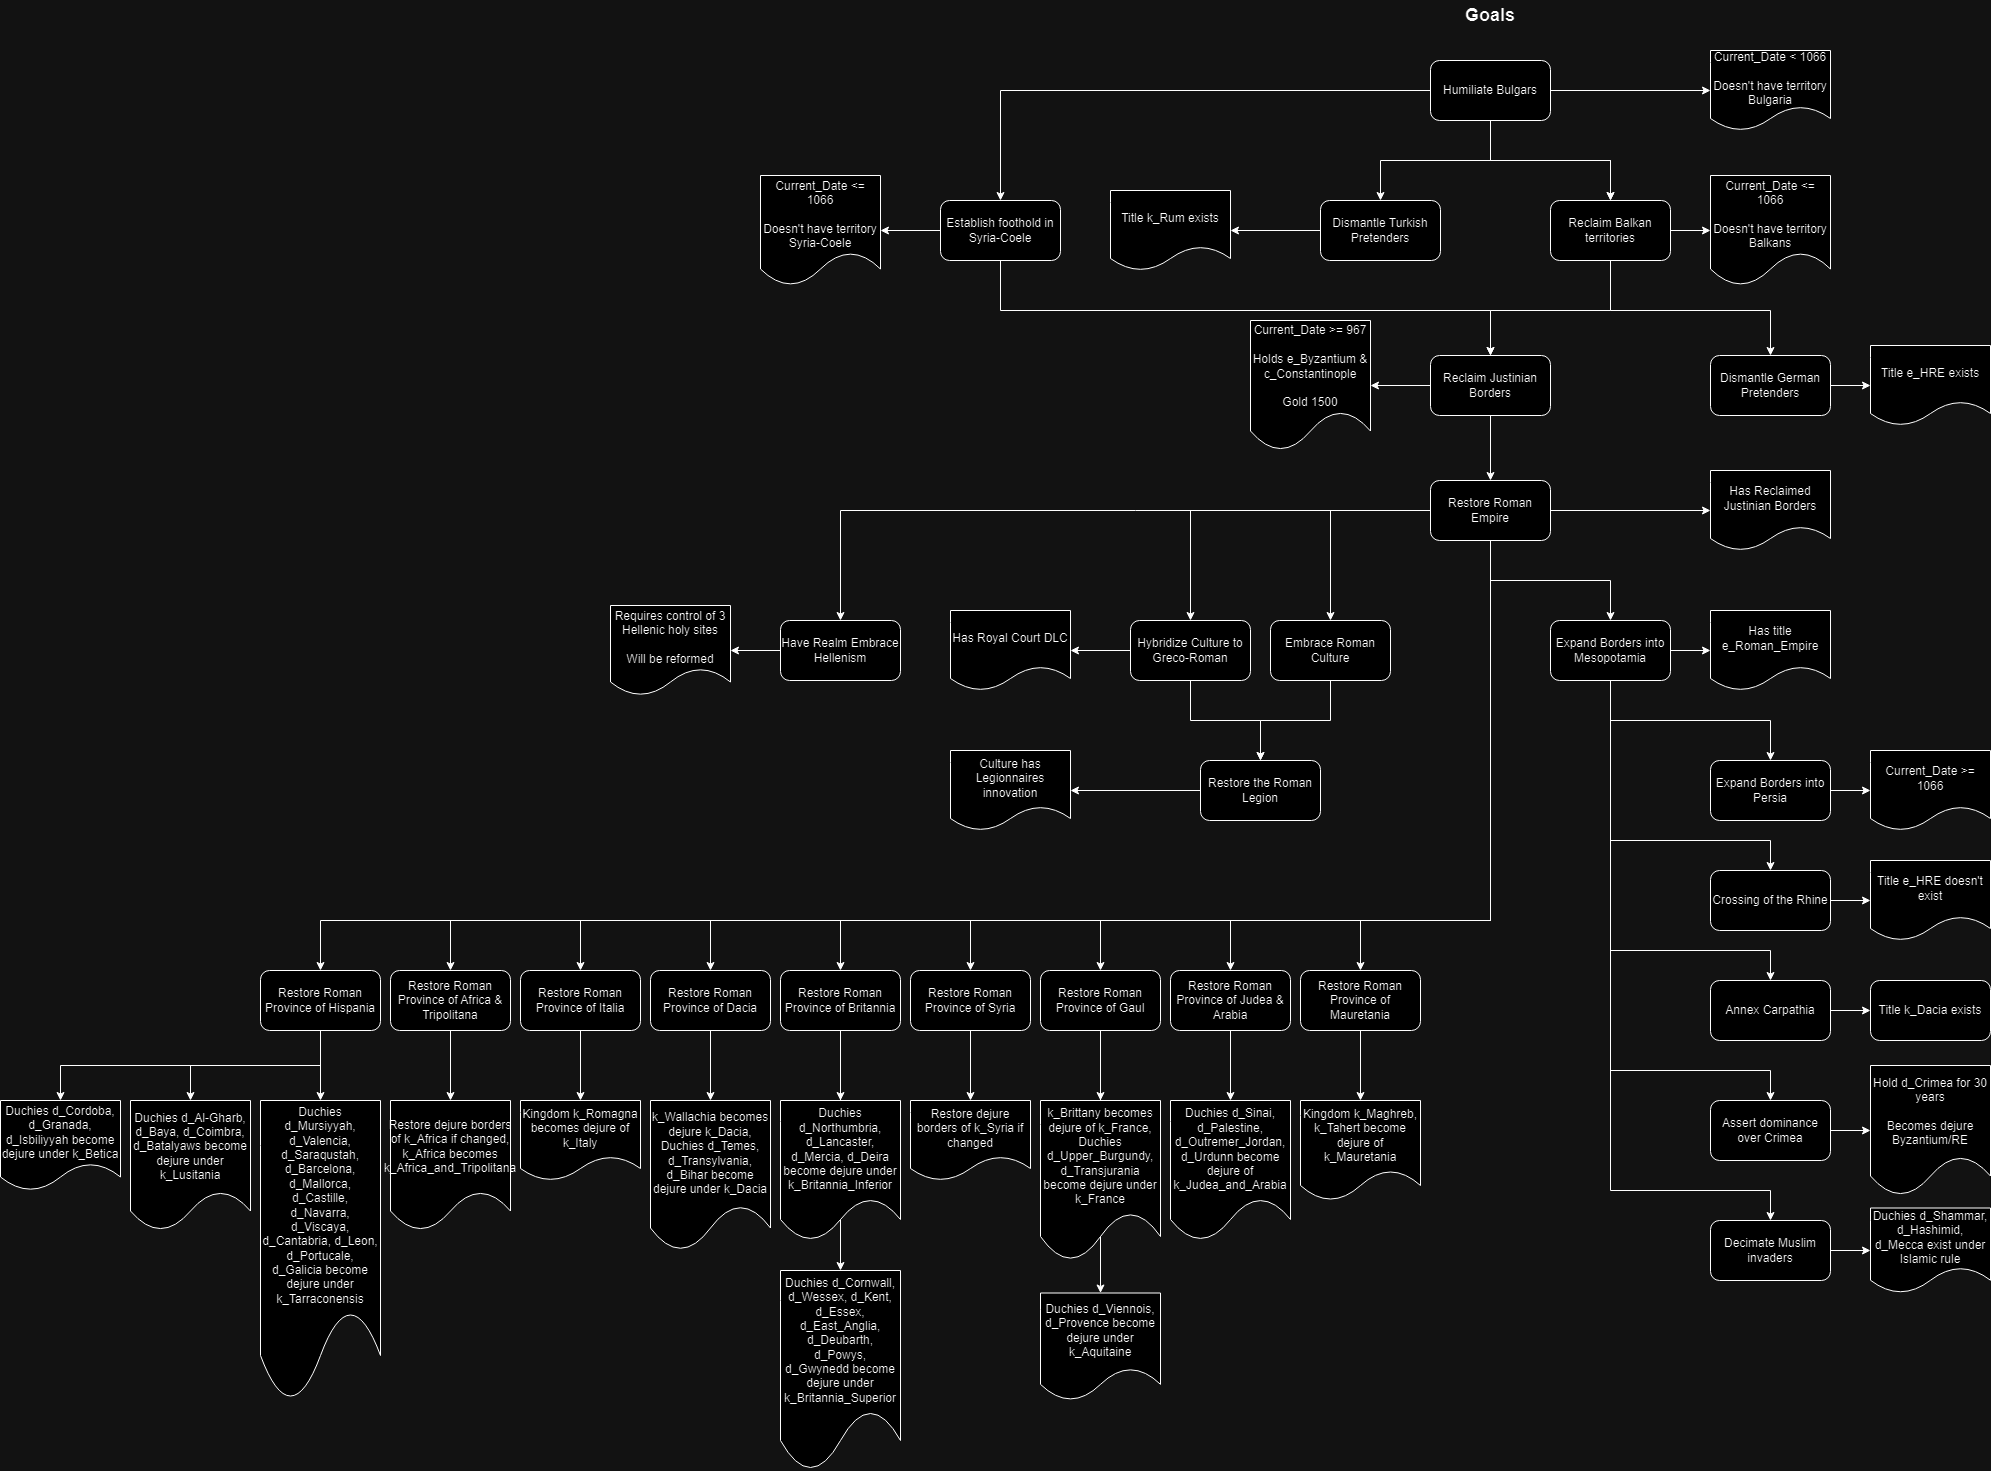 Goals
Humiliate Bulgars
Current_Date < 1066
Doesn't have territory
Bulgaria
Current_Date <=
1066
Doesn't have territory
Syria-Coele
Establish foothold in
Syria-Coele
Title k_Rum exists
Dismantle Turkish
Pretenders
Reclaim Balkan
territories
Current_Date <=
1066
Doesn't have territory
Balkans
Current_Date >= 967
Holds e_Byzantium &
c_Constantinople
Gold 1500
Reclaim Justinian
Borders
Dismantle German
Pretenders
Title e_HRE exists
Restore Roman
Empire
Has Reclaimed
Justinian Borders
Requires control of 3
Hellenic holy sites
Will be reformed
Have Realm Embrace
Hellenism
Has Royal Court DLC
Hybridize Culture to
Greco-Roman
Embrace Roman
Culture
Expand Borders into
Mesopotamia
Has title
e_Roman_Empire
Culture has
Legionnaires
innovation
Restore the Roman
Legion
Expand Borders into
Persia
Current_Date >=
1066
Crossing of the Rhine
Title e_HRE doesn't
exist
Annex Carpathia
Title k_Dacia exists
Assert dominance
over Crimea
Hold d_Crimea for 30
years
Becomes dejure
Byzantium/RE
Decimate Muslim
invaders
Duchies d_Shammar,
d_Hashimid,
d_Mecca exist under
Islamic rule
Restore Roman
Province of Hispania
Restore Roman
Province of Africa &
Tripolitana
Restore Roman
Province of Italia
Restore Roman
Province of Dacia
Restore Roman
Province of Britannia
Restore Roman
Province of Syria
Restore Roman
Province of Gaul
Restore Roman
Province of Judea &
Arabia
Restore Roman
Province of
Mauretania
Duchies d_Cordoba,
d_Granada,
d_Isbiliyyah become
dejure under k_Betica
Duchies d_Al-Gharb,
d_Baya, d_Coimbra,
d_Batalyaws become
dejure under
k_Lusitania
Duchies
d_Mursiyyah,
d_Valencia,
d_Saraqustah,
d_Barcelona,
d_Mallorca,
d_Castille,
d_Navarra,
d_Viscaya,
d_Cantabria, d_Leon,
d_Portucale,
d_Galicia become
dejure under
k_Tarraconensis
Restore dejure borders
of k_Africa if changed,
k_Africa becomes
k_Africa_and_Tripolitana
Kingdom k_Romagna
becomes dejure of
k_Italy
k_Wallachia becomes
dejure k_Dacia,
Duchies d_Temes,
d_Transylvania,
d_Bihar become
dejure under k_Dacia
Duchies
d_Northumbria,
d_Lancaster,
d_Mercia, d_Deira
become dejure under
k_Britannia_Inferior
Restore dejure
borders of k_Syria if
changed
k_Brittany becomes
dejure of k_France,
Duchies
d_Upper_Burgundy,
d_Transjurania
become dejure under
k_France
Duchies d_Sinai,
d_Palestine,
d_Outremer_Jordan,
d_Urdunn become
dejure of
k_Judea_and_Arabia
Kingdom k_Maghreb,
k_Tahert become
dejure of
k_Mauretania
Duchies d_Cornwall,
d_Wessex, d_Kent,
d_Essex,
d_East_Anglia,
d_Deubarth,
d_Powys,
d_Gwynedd become
dejure under
k_Britannia_Superior
Duchies d_Viennois,
d_Provence become
dejure under
k_Aquitaine